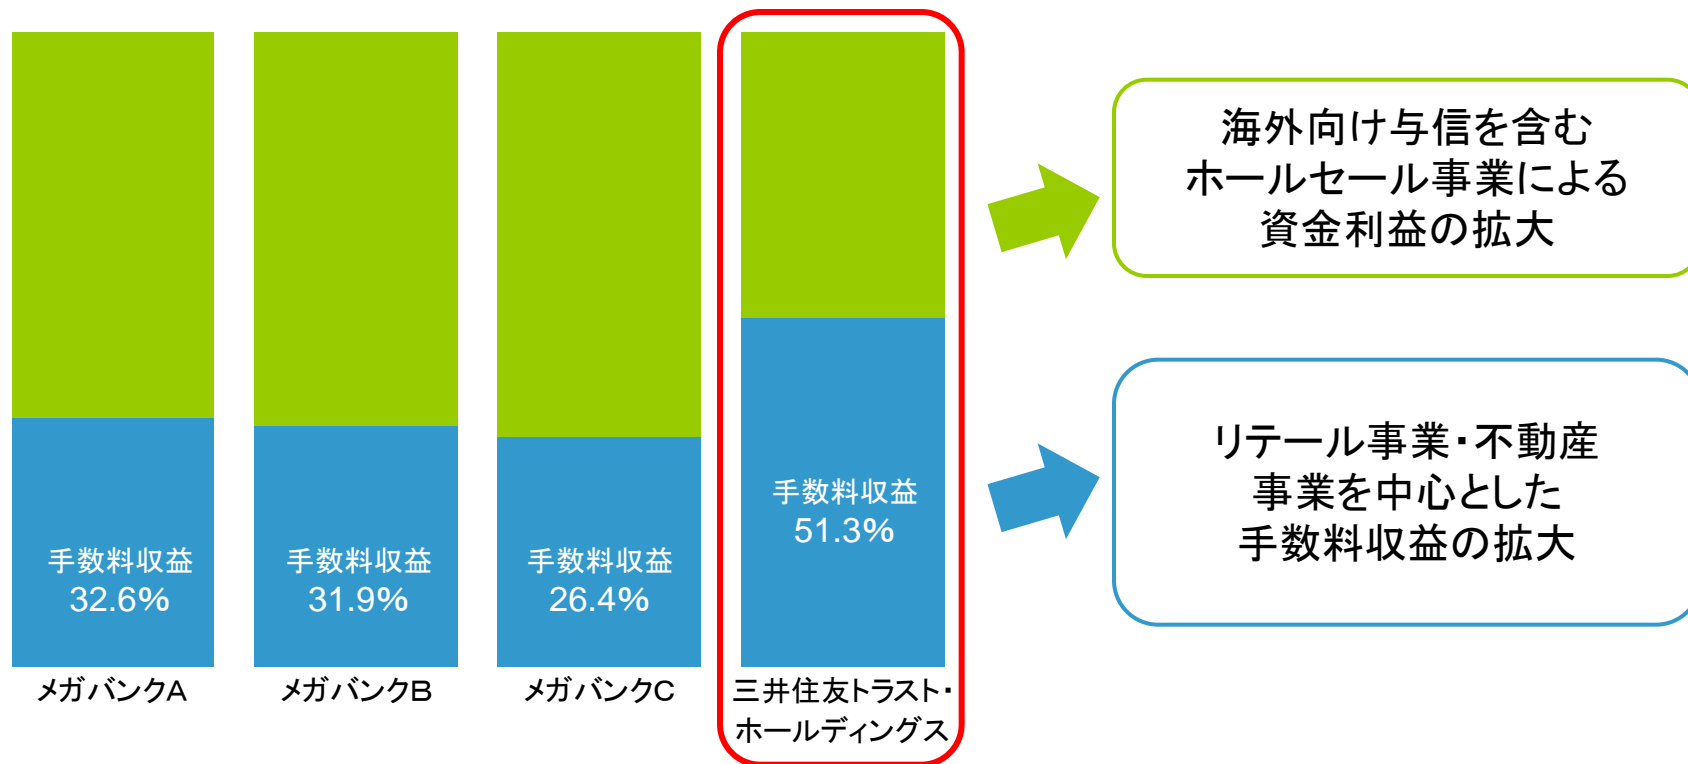 手数料収益
32.6%
手数料収益
31.9%
手数料収益
26.4%
手数料収益
51.3%
メガバンクA
メガバンクB
メガバンクC
三井住友トラスト・
ホールディングス
海外向け与信を含む
ホールセール事業による
資金利益の拡大
リテール事業・不動産
事業を中心とした
手数料収益の拡大